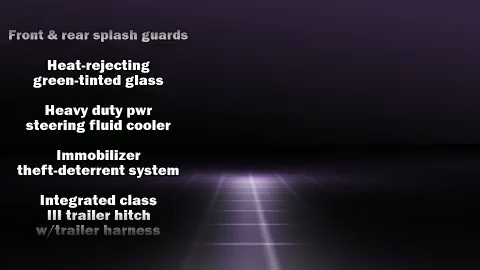 Front & rear splash guards
Heat-rejecting
green-tinted glass
Heavy duty pwr
steering fluid cooler
Immobilizer
theft-deterrent system
Integrated class
III trailer hitch
w/trailer harness